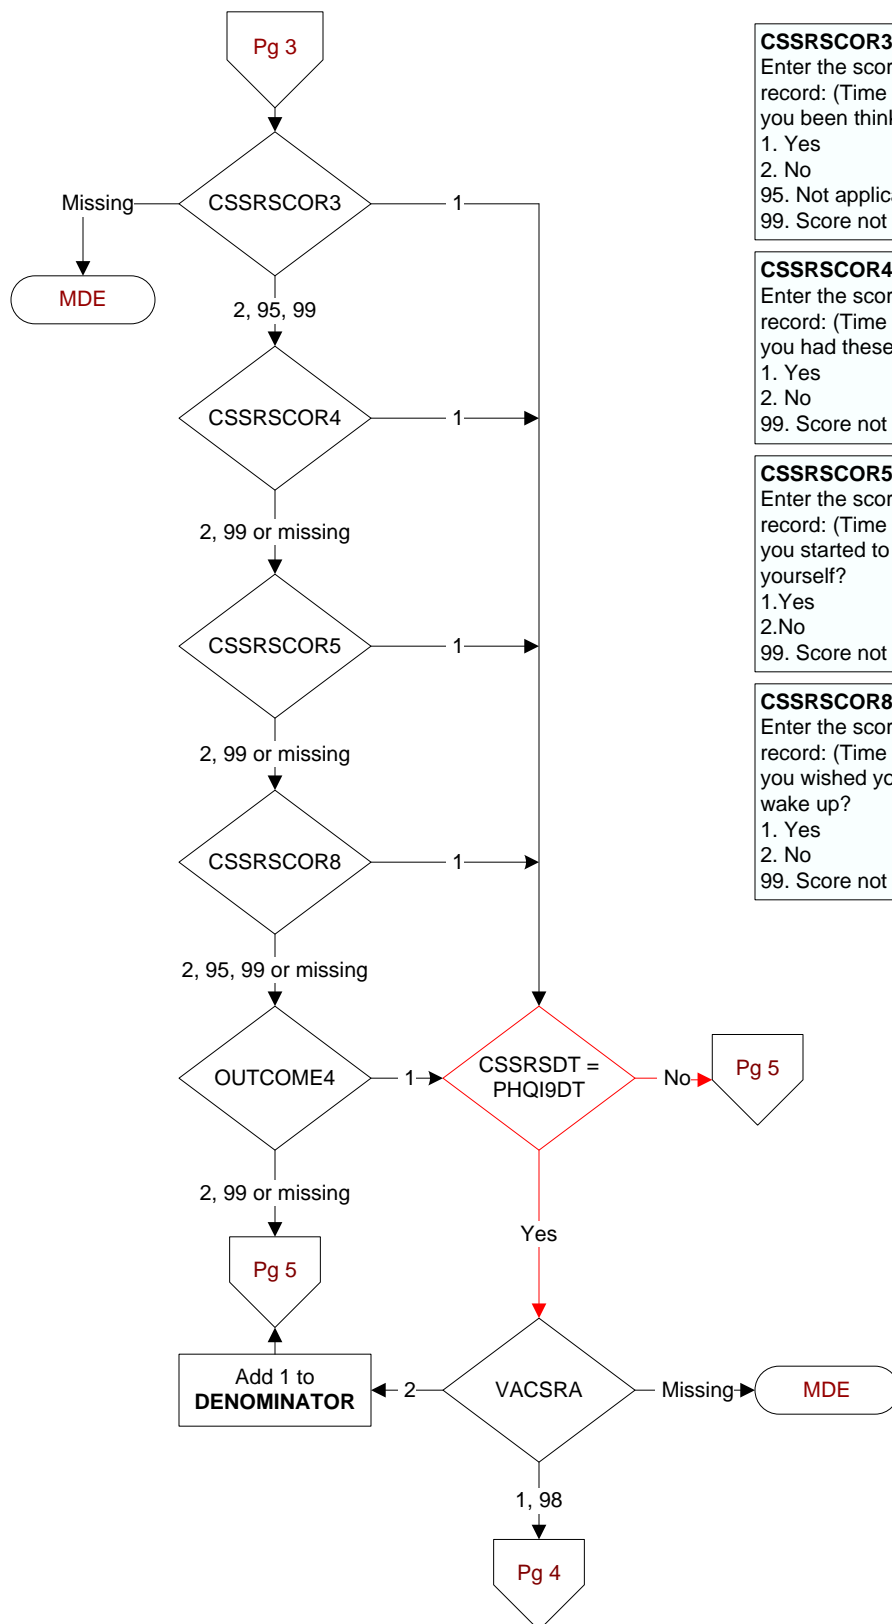 Pg 3
CSSRSCOR3
Missing
1
MDE
2, 95, 99
CSSRSCOR4
1
2, 99 or missing
CSSRSCOR5
1
2, 99 or missing
CSSRSCOR8
1
2, 95, 99 or missing
OUTCOME4
1
CSSRSDT =
PHQI9DT
No
Pg 5
2, 99 or missing
Yes
Pg 5
Add 1 to
DENOMINATOR
2
VACSRA
Missing
MDE
1, 98
Pg 4
CSSRSCOR3
Enter the scor
record: (Time
you been think
1. Yes
2. No
95. Not applica
99. Score not
CSSRSCOR4
Enter the scor
record: (Time
you had these
1. Yes
2. No
99. Score not
CSSRSCOR5
Enter the scor
record: (Time
you started to
yourself?
1.Yes
2.No
99. Score not
CSSRSCOR8
Enter the scor
record: (Time
you wished yo
wake up?
1. Yes
2. No
99. Score not